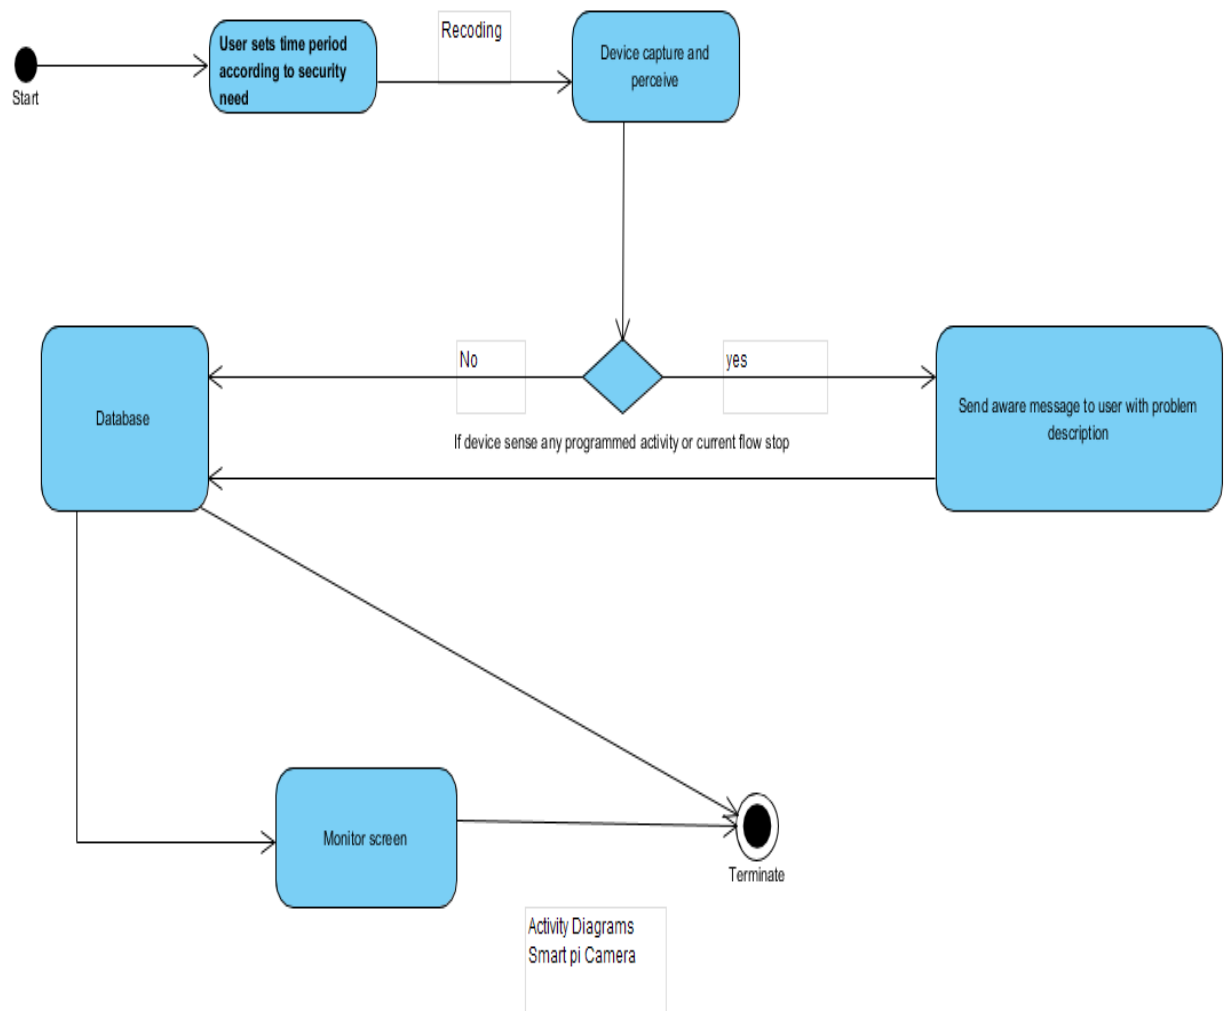 Start
User sets time period
according to security
need
Recoding
Device capture and
perceive
Database
No
yes
If device sense any programmed activity or current flow stop
Send aware message to user with problem
description
Monitor screen
Terminate
Activity Diagrams
Smart pi Camera